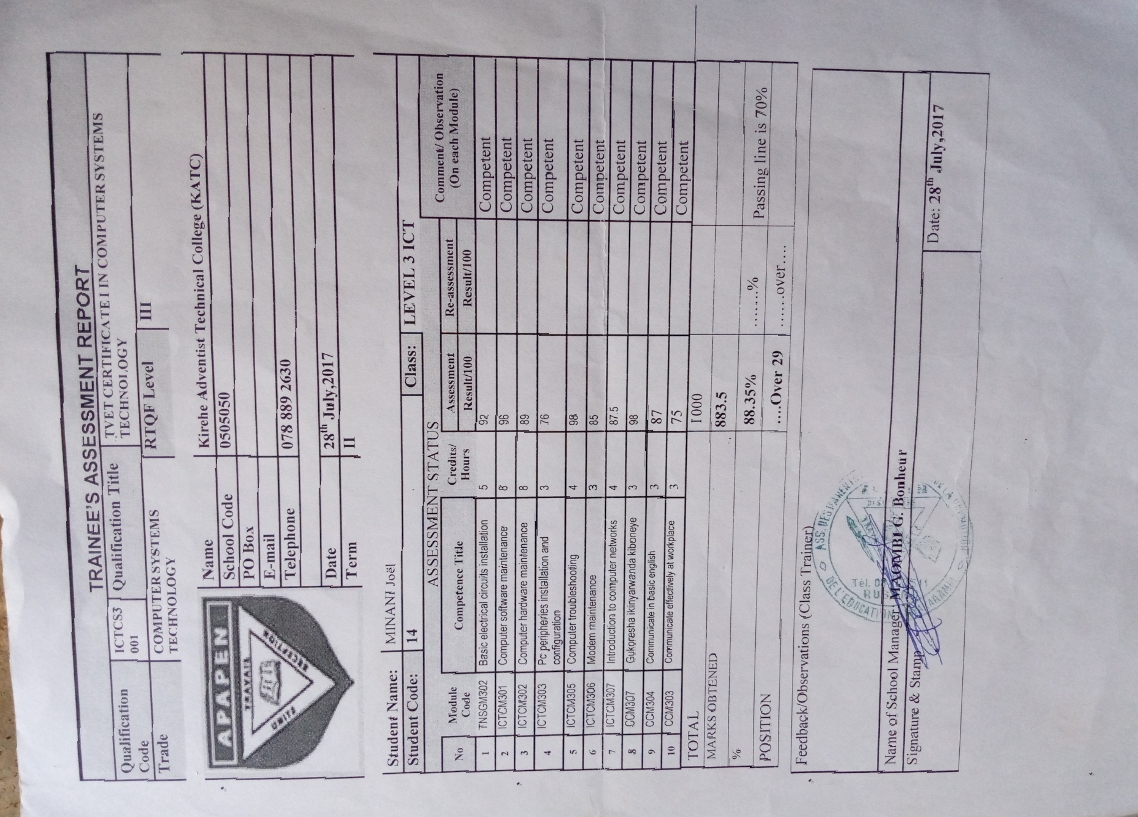 TRAINEE'S ASSESSMENT REPORT
Qualification Code ICTCS3 001 Qualification Title TVET CERTIFICATE I IN COMPUTER SYSTEMS TECHNOLOGY
Trade COMPUTER SYSTEMS TECHNOLOGY RTQF Level III
APAPEN
Name Kirehe Adventist Technical College (KATC)
School Code 0505050
PO Box
E-mail
Telephone 078 889 2630
Date 28th July,2017
Term II
Student Name: MINANI Joël
Student Code: 14 Class: LEVEL 3 ICT
ASSESSMENT STATUS
No Module Code Competence Title Credits/ Hours Assessment Result/100 Re-assessment Result/100 Comment/ Observation (On each Module)
1 TNSGM302 Basic electrical circuits installation 5 92 Competent
2 ICTCM301 Computer software maintenance 8 96 Competent
3 ICTCM302 Computer hardware maintenance 8 89 Competent
4 ICTCM303 Pc peripheries installation and configuration 3 76 Competent
5 ICTCM305 Computer troubleshooting 4 98 Competent
6 ICTCM306 Modem maintenance 3 85 Competent
7 ICTCM307 Introduction to computer networks 4 87.5 Competent
8 CCM307 Gukoresha ikinyarwanda kiboneye 3 98 Competent
9 CCM304 Communicate in basic english 3 87 Competent
10 CCM303 Communicate effectively at workplace 3 75 Competent
TOTAL 1000
MARKS OBTENED 883.5
% 88.35% .......% Passing line is 70%
POSITION ....Over 29 .......over....
Feedback/Observations (Class Trainer)
Name of School Manager: MAOMBI G. Bonheur
Signature & Stamp Date: 28th July,2017
ASS DES PARENTS
Tel.
DE L'EDUCATION